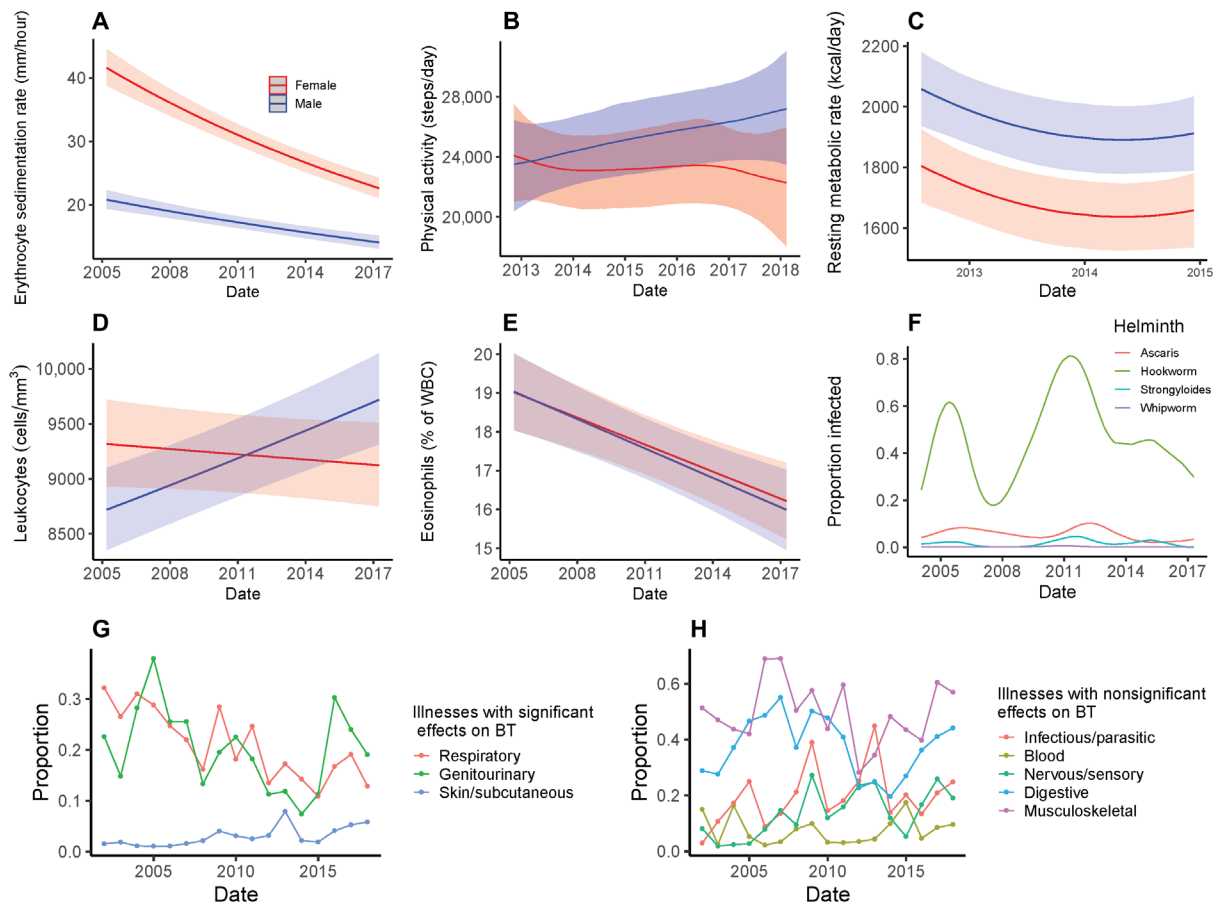 A
Erythrocyte sedimentation rate (mm/hour)
40
30
20
2005 2008 2011 2014 2017
Date
Female
Male
B
Physical activity (steps/day)
28,000
24,000
20,000
2013 2014 2015 2016 2017 2018
Date
C
Resting metabolic rate (kcal/day)
2200
2000
1800
1600
2013 2014 2015
Date
D
Leukocytes (cells/mm³)
10,000
9500
9000
8500
2005 2008 2011 2014 2017
Date
E
Eosinophils (% of WBC)
20
19
18
17
16
15
2005 2008 2011 2014 2017
Date
F
Proportion infected
0.8
0.6
0.4
0.2
0.0
2005 2008 2011 2014 2017
Date
Helminth
Ascaris
Hookworm
Strongyloides
Whipworm
G
Proportion
0.3
0.2
0.1
0.0
2005 2010 2015
Date
Illnesses with significant
effects on BT
Respiratory
Genitourinary
Skin/subcutaneous
H
Proportion
0.6
0.4
0.2
0.0
2005 2010 2015
Date
Illnesses with nonsignificant
effects on BT
Infectious/parasitic
Blood
Nervous/sensory
Digestive
Musculoskeletal